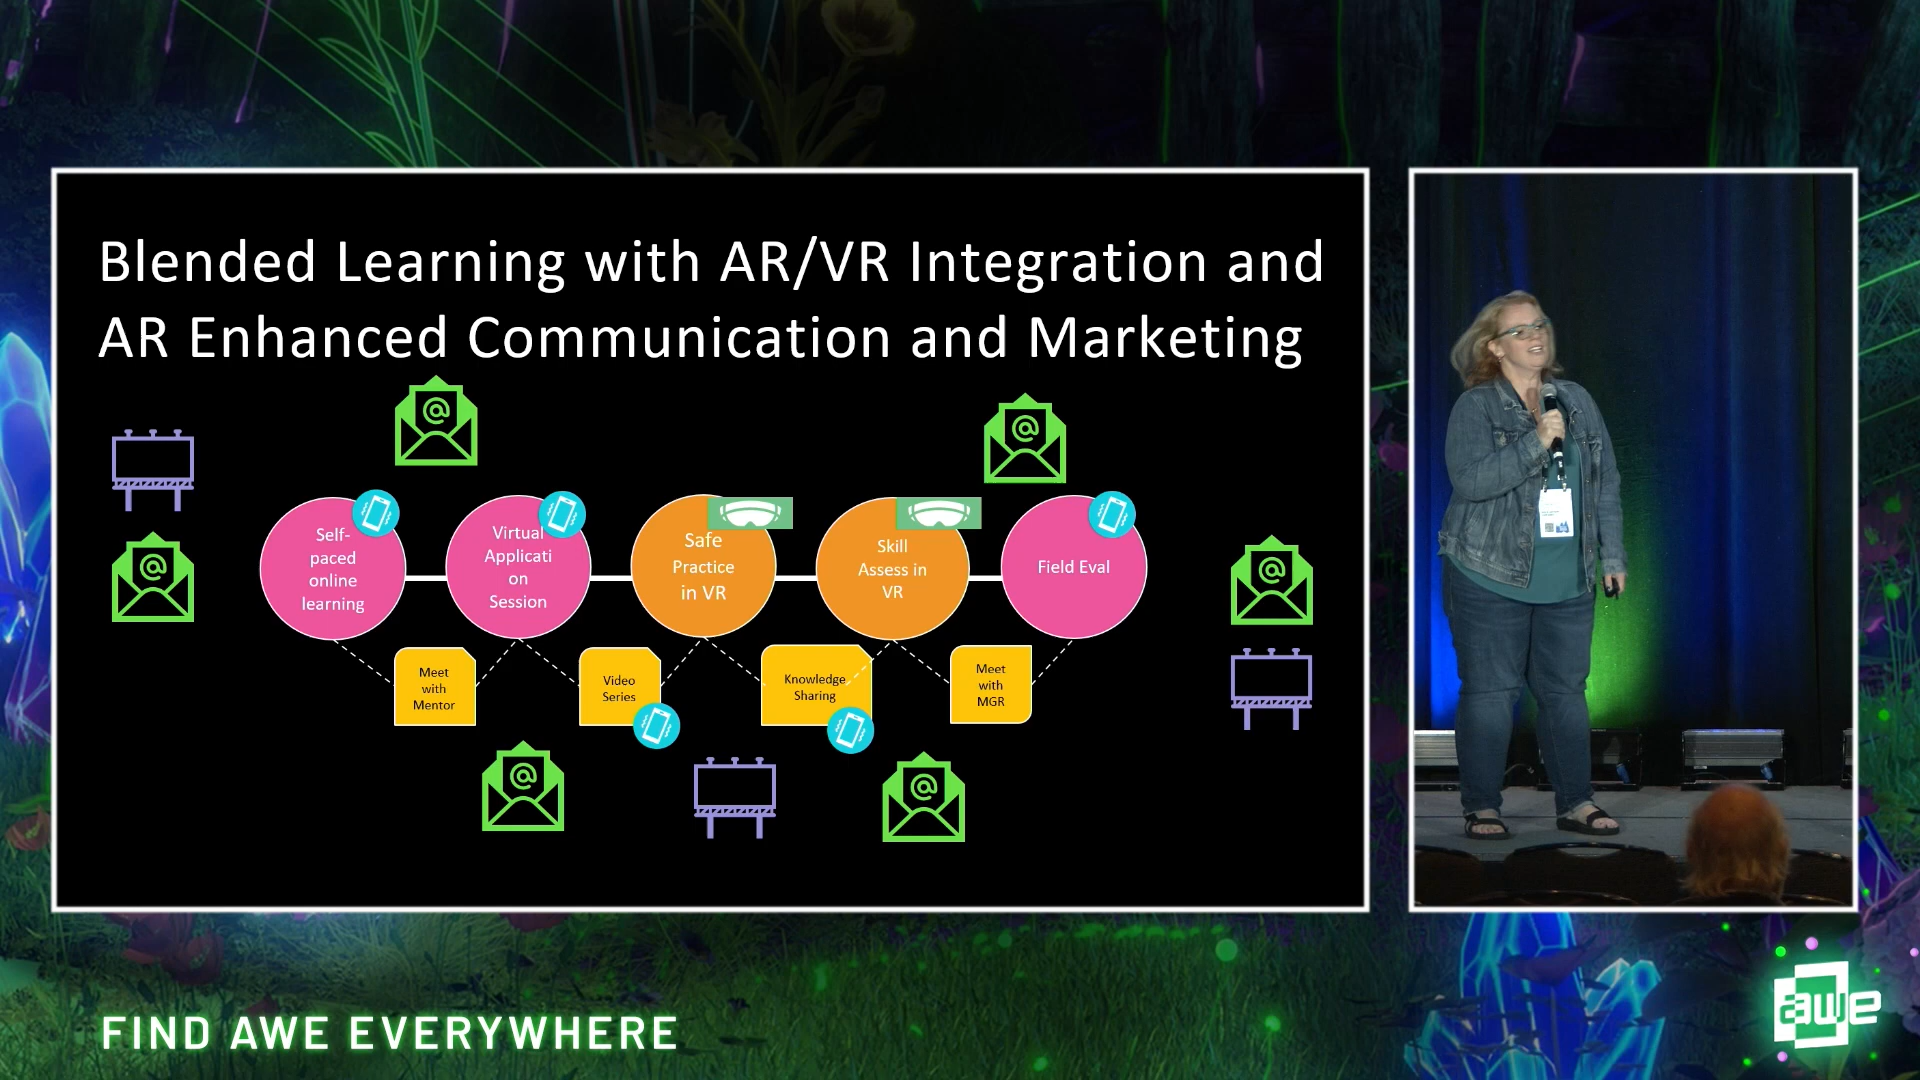 Blended Learning with AR/VR Integration and
AR Enhanced Communication and Marketing
@
@
@
@
Self-
paced
online
learning
Virtual
Applicati
on
Session
Safe
Practice
in VR
Skill
Assess in
VR
Field Eval
Meet
with
Mentor
Video
Series
Knowledge
Sharing
Meet
with
MGR
@
@
FIND AWE EVERYWHERE
awe